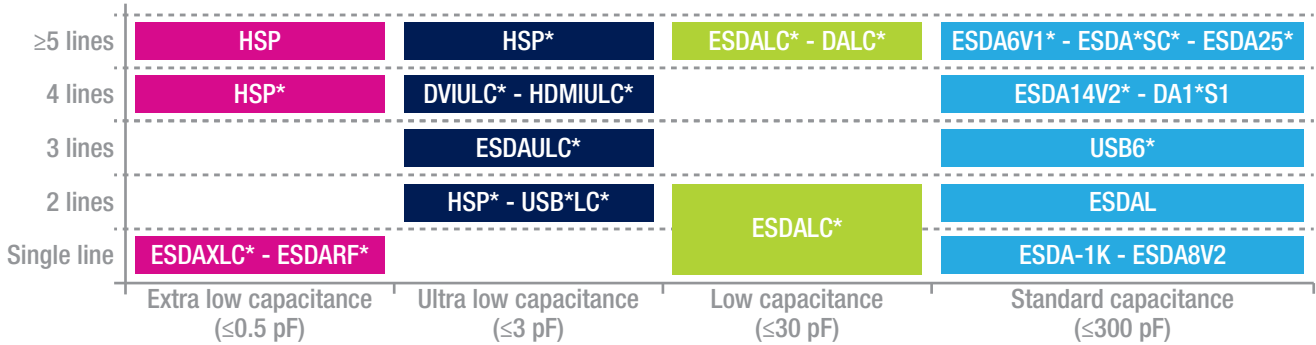 ≥5 lines HSP HSP* ESDALC* - DALC* ESDA6V1* - ESDA*SC* - ESDA25*
4 lines HSP* DVIULC* - HDMIULC* ESDA14V2* - DA1*S1
3 lines ESDAULC* USB6*
2 lines HSP* - USB*LC* ESDAL
ESDALC*
Single line ESDAXLC* - ESDARF* ESDA-1K - ESDA8V2
Extra low capacitance Ultra low capacitance Low capacitance Standard capacitance
(≤0.5 pF) (≤3 pF) (≤30 pF) (≤300 pF)